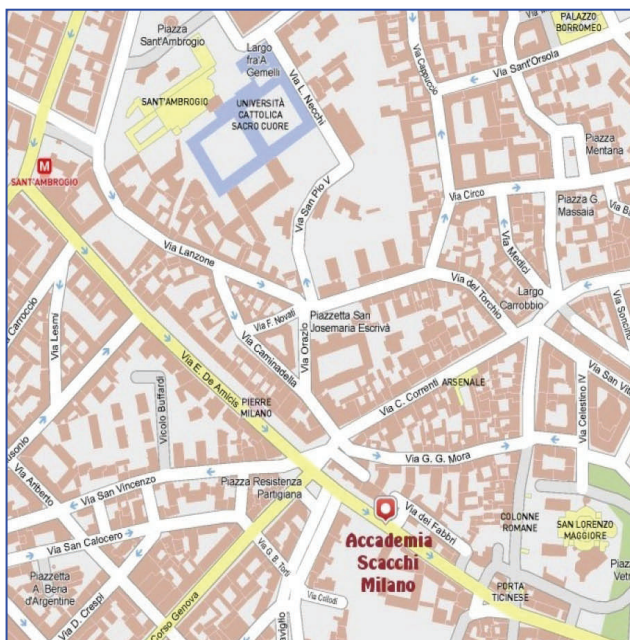 PALAZZO
BORROMEO
Piazza
Sant'Ambrogio
Largo
fra A
Gemelli
Via Cappuccio
Via Sant'Orsola
SANT'AMBROGIO
UNIVERSITÀ
CATTOLICA
SACRO CUORE
Via L. Necchi
Piazza
Mentana
M
SANT'AMBROGIO
Via San Pio V
Via Circo
Piazza G.
Massaia
Via Lanzone
Via Medici
Via del Torchio
Largo
Carrobbio
Via Soncino
Via Carroccio
Via Lesmi
Via F. Novati
Piazzetta San
Josemaria Escrivà
Via Orazio
Via Caminadella
Via E. De Amicis
Via C. Correnti
ARSENALE
Via San Vito
Via Celestino IV
PIERRE
MILANO
Vicolo Buffardi
Via G. G. Mora
Via Ariberto
Via San Vincenzo
Piazza Resistenza
Partigiana
Via dei Fabbri
COLONNE
ROMANE
SAN LORENZO
MAGGIORE
Via San Calocero
Accademia
Scacchi
Milano
Via G. B. Torti
Piazzetta
A. Beria
d'Argentine
Via D. Crespi
Corso Genova
Via Collodi
PORTA
TICINESE